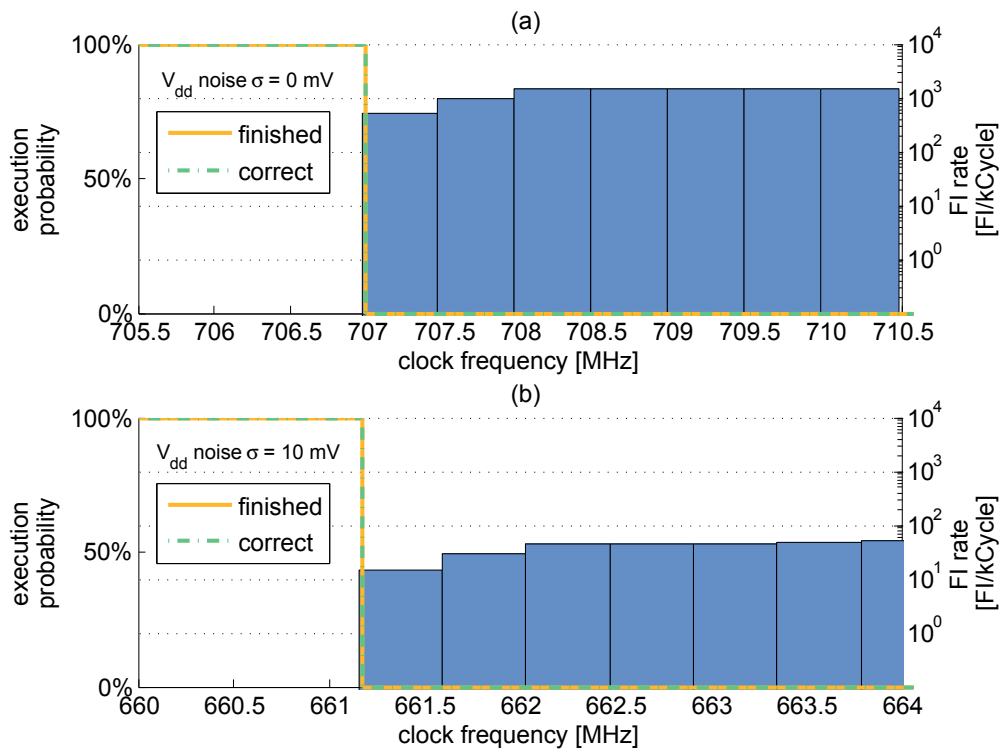 (a)
100%
50%
0%
execution
probability
V_dd noise σ = 0 mV
finished
correct
10^4
10^3
10^2
10^1
10^0
FI rate
[FI/kCycle]
705.5 706 706.5 707 707.5 708 708.5 709 709.5 710 710.5
clock frequency [MHz]
(b)
100%
50%
0%
execution
probability
V_dd noise σ = 10 mV
finished
correct
10^4
10^3
10^2
10^1
10^0
FI rate
[FI/kCycle]
660 660.5 661 661.5 662 662.5 663 663.5 664
clock frequency [MHz]